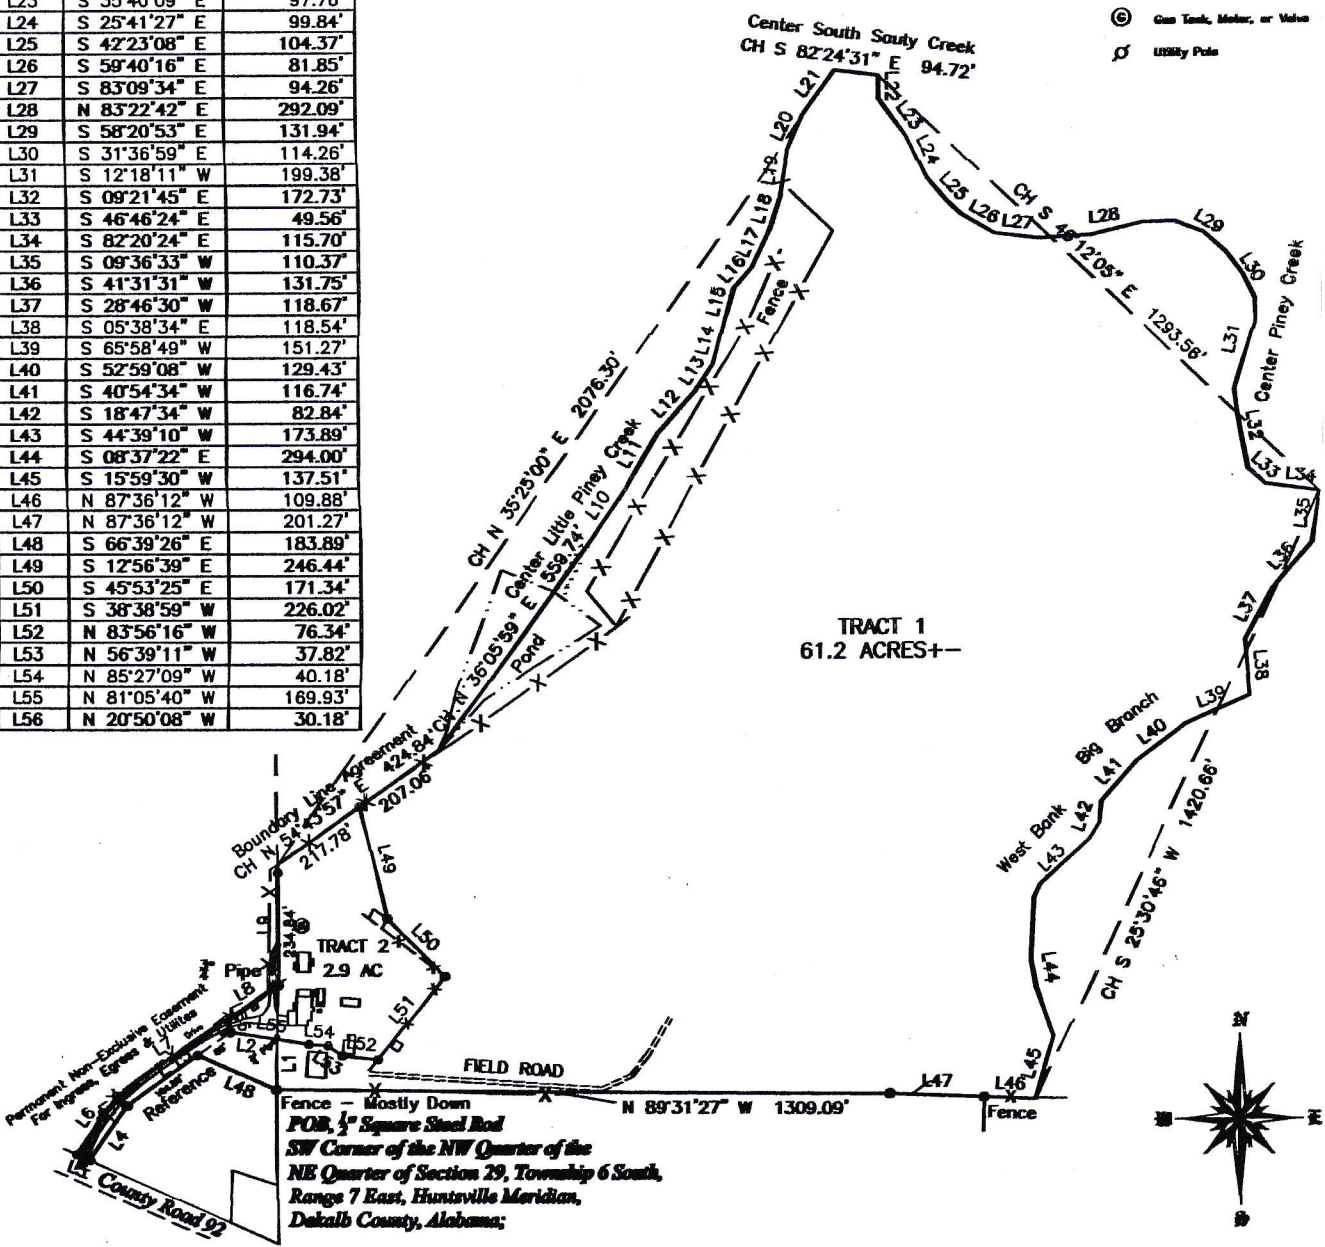 L23 S 35°40'09" E 97.78'
L24 S 25°41'27" E 99.84'
L25 S 42°23'08" E 104.37'
L26 S 59°40'16" E 81.85'
L27 S 83°09'34" E 94.26'
L28 N 83°22'42" E 292.09'
L29 S 58°20'53" E 131.94'
L30 S 31°36'59" E 114.26'
L31 S 12°18'11" W 199.38'
L32 S 09°21'45" E 172.73'
L33 S 46°46'24" E 49.56'
L34 S 82°20'24" E 115.70'
L35 S 09°36'33" W 110.37'
L36 S 41°31'31" W 131.75'
L37 S 28°46'30" W 118.67'
L38 S 05°38'34" E 118.54'
L39 S 65°58'49" W 151.27'
L40 S 52°59'08" W 129.43'
L41 S 40°54'34" W 116.74'
L42 S 18°47'34" W 82.84'
L43 S 44°39'10" W 173.89'
L44 S 08°37'22" E 294.00'
L45 S 15°59'30" W 137.51'
L46 N 87°36'12" W 109.88'
L47 N 87°36'12" W 201.27'
L48 S 66°39'26" E 183.89'
L49 S 12°56'39" E 246.44'
L50 S 45°53'25" E 171.34'
L51 S 38°38'59" W 226.02'
L52 N 83°56'16" W 76.34'
L53 N 56°39'11" W 37.82'
L54 N 85°27'09" W 40.18'
L55 N 81°05'40" W 169.93'
L56 N 20°50'08" W 30.18'
G Gas Tank, Meter, or Valve
Utility Pole
Center South Sauty Creek
CH S 82°24'31" E 94.72'
L22
L21
L20
L19
L18
L17
L16
L15
L14
L13
L12
L11
L10
L23
L24
L25
L26
L27
L28
L29
L30
L31
L32
L33
L34
L35
L36
L37
L38
L39
L40
L41
L42
L43
L44
L45
CH S 46°12'05" E 1293.56'
Center Piney Creek
Fence
CH N 35°25'00" E 2076.30'
Center Little Piney Creek
CH N 36°05'59" E 559.74'
Pond
TRACT 1
61.2 ACRES+-
Big Branch
West Bank
CH S 25°30'46" W 1420.66'
Boundary Line Agreement
CH N 54°43'57" E 424.84'
217.78'
207.06'
L49
L50
L51
L9
234.84'
TRACT 2
2.9 AC
Pipe
L8
L7
Permanent Non-Exclusive Easement
For Ingress, Egress & Utilities
Drive
L55
L54
L53
L52
L2
L1
L48
Reference
L6
L4
L5
County Road 92
FIELD ROAD
L47
L46
Fence
N 89°31'27" W 1309.09'
Fence - Mostly Down
POB, ½" Square Steel Rod
SW Corner of the NW Quarter of the
NE Quarter of Section 29, Township 6 South,
Range 7 East, Huntsville Meridian,
Dekalb County, Alabama;
N
W
E
S